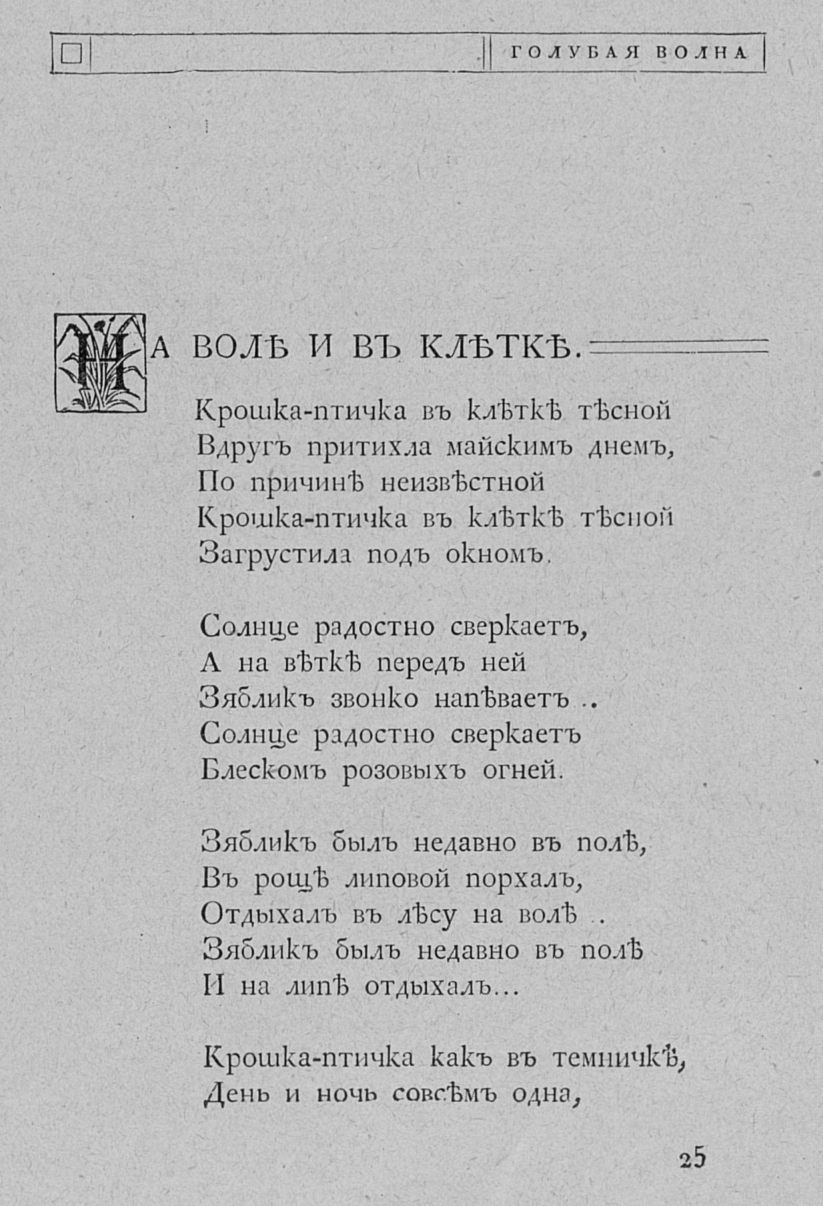 ГОЛУБАЯ ВОЛНА
НА ВОЛѢ И ВЪ КЛѢТКѢ.
Крошка-птичка въ клѣткѣ тѣсной
Вдругъ притихла майскимъ днемъ,
По причинѣ неизвѣстной
Крошка-птичка въ клѣткѣ тѣсной
Загрустила подъ окномъ.
Солнце радостно сверкаетъ,
А на вѣткѣ передъ ней
Зябликъ звонко напѣваетъ ..
Солнце радостно сверкаетъ
Блескомъ розовыхъ огней.
Зябликъ былъ недавно въ полѣ,
Въ рощѣ липовой порхалъ,
Отдыхалъ въ лѣсу на волѣ ..
Зябликъ былъ недавно въ полѣ
И на липѣ отдыхалъ...
Крошка-птичка какъ въ темничкѣ,
День и ночь совсѣмъ одна,
25